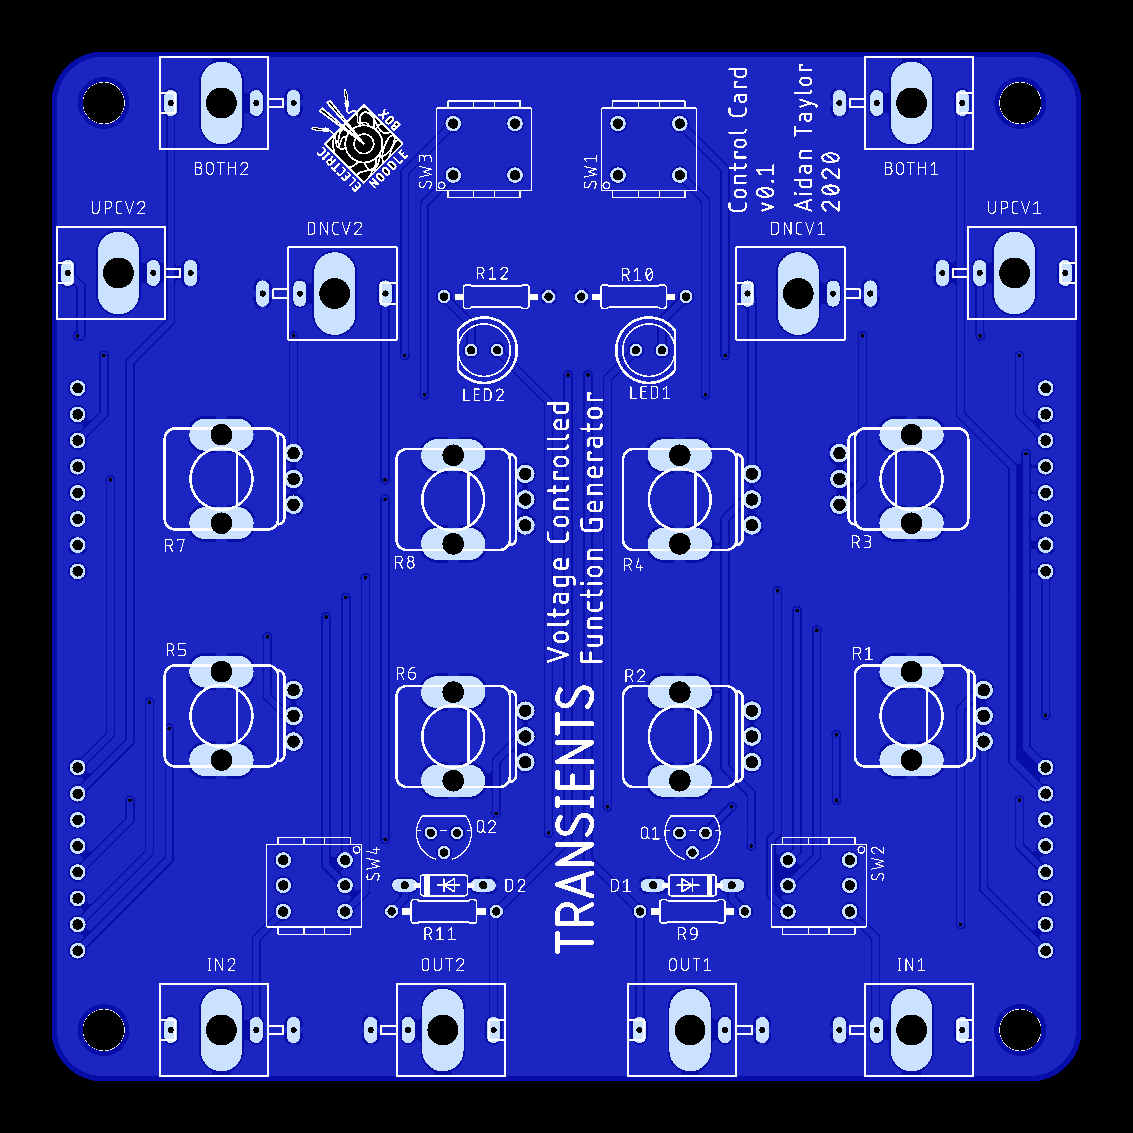 ELECTRIC
NOODLE
BOX
Control Card
v0.1
Aidan Taylor
2020
BOTH2
BOTH1
SW3
SW1
UPCV2
UPCV1
DNCV2
DNCV1
R12
R10
LED2
LED1
Voltage Controlled
Function Generator
TRANSIENTS
R7
R8
R4
R3
R5
R6
R2
R1
Q2
Q1
SW4
SW2
D2
D1
R11
R9
IN2
OUT2
OUT1
IN1